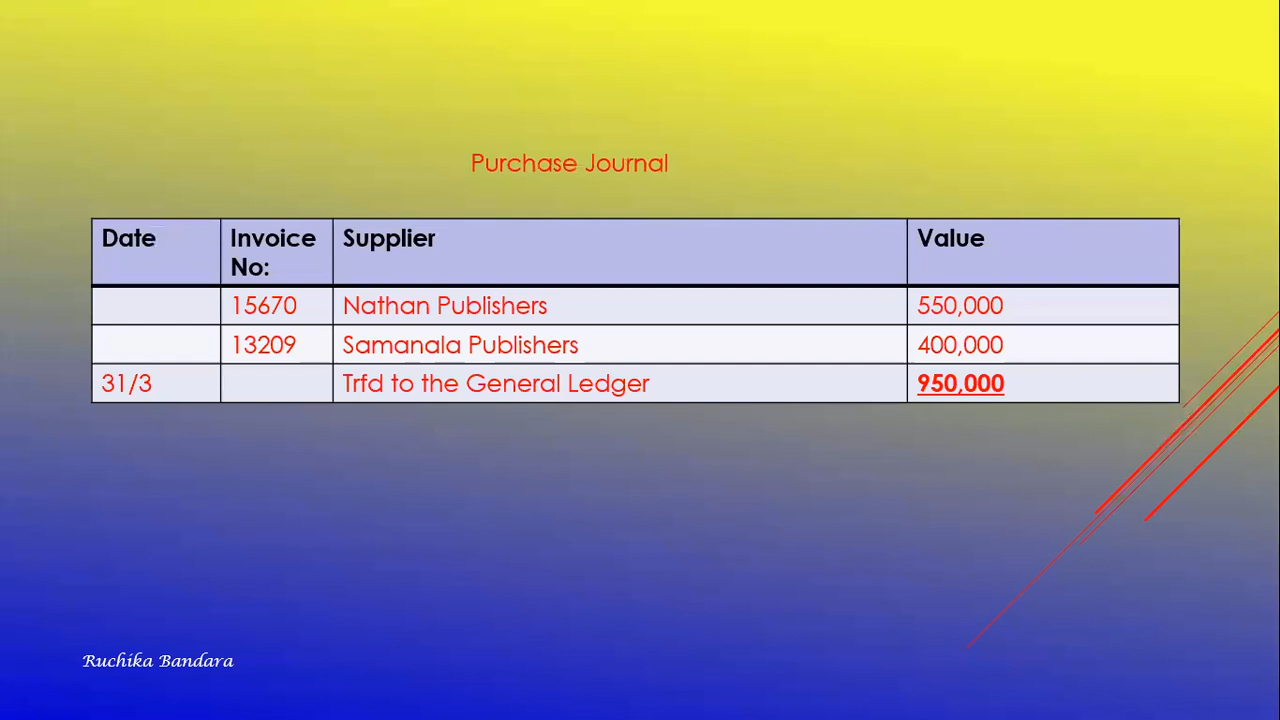 Purchase Journal
Date Invoice No: Supplier Value
15670 Nathan Publishers 550,000
13209 Samanala Publishers 400,000
31/3 Trfd to the General Ledger 950,000
Ruchika Bandara